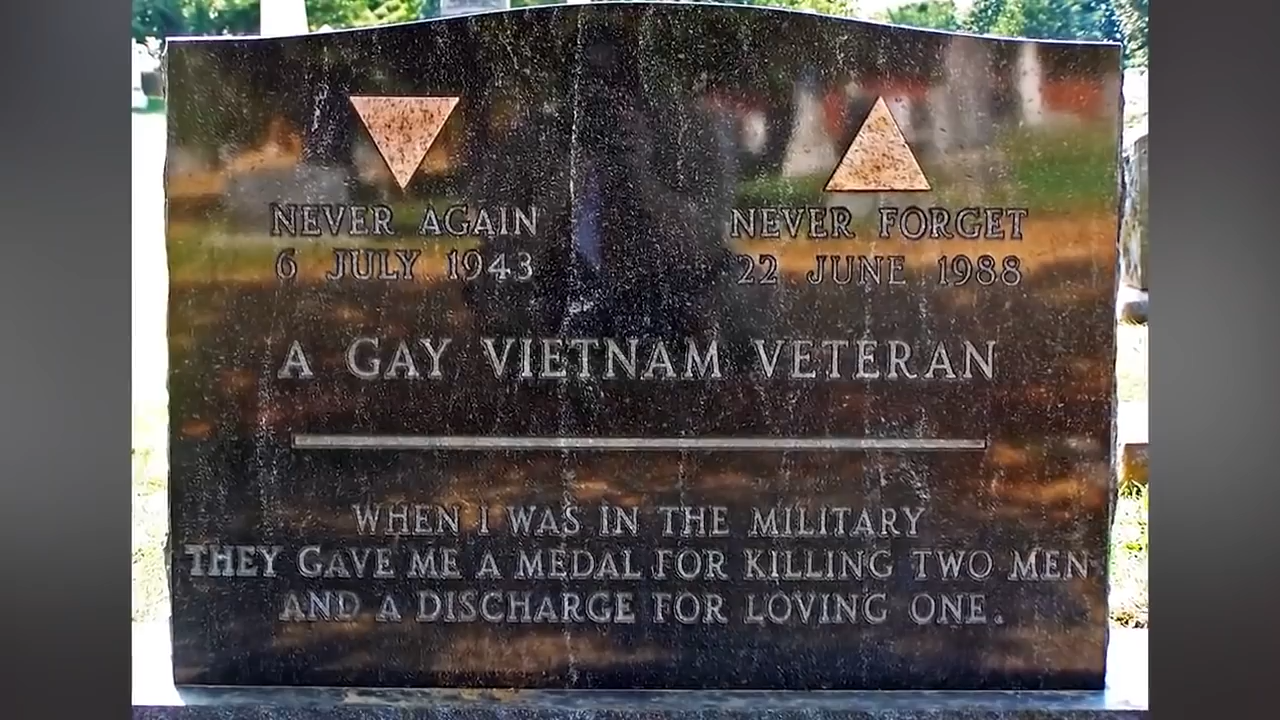 NEVER AGAIN
6 JULY 1943
NEVER FORGET
22 JUNE 1988
A GAY VIETNAM VETERAN
WHEN I WAS IN THE MILITARY
THEY GAVE ME A MEDAL FOR KILLING TWO MEN
AND A DISCHARGE FOR LOVING ONE.